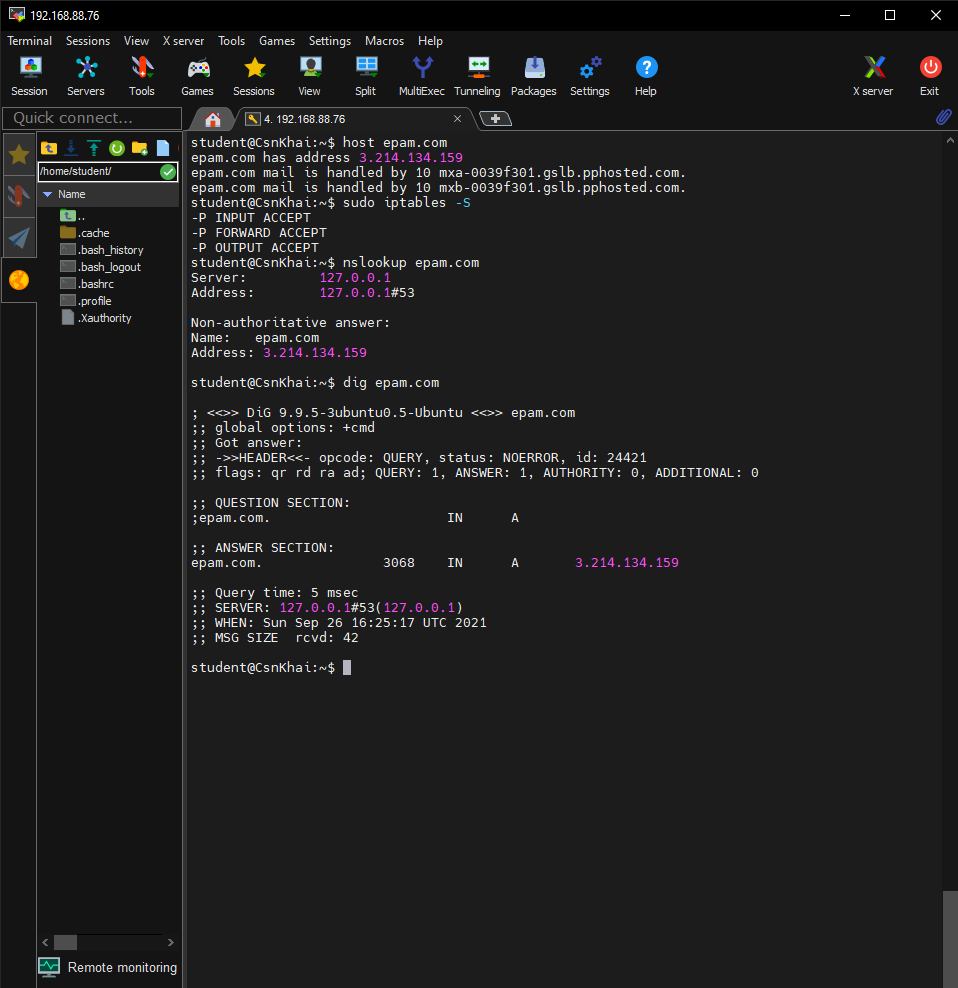 192.168.88.76
Terminal Sessions View X server Tools Games Settings Macros Help
Session Servers Tools Games Sessions View Split MultiExec Tunneling Packages Settings Help X server Exit
Quick connect...
4. 192.168.88.76
/home/student/
Name
..
.cache
.bash_history
.bash_logout
.bashrc
.profile
.Xauthority
Remote monitoring
student@CsnKhai:~$ host epam.com
epam.com has address 3.214.134.159
epam.com mail is handled by 10 mxa-0039f301.gslb.pphosted.com.
epam.com mail is handled by 10 mxb-0039f301.gslb.pphosted.com.
student@CsnKhai:~$ sudo iptables -S
-P INPUT ACCEPT
-P FORWARD ACCEPT
-P OUTPUT ACCEPT
student@CsnKhai:~$ nslookup epam.com
Server:         127.0.0.1
Address:        127.0.0.1#53
Non-authoritative answer:
Name:   epam.com
Address: 3.214.134.159
student@CsnKhai:~$ dig epam.com
; <<>> DiG 9.9.5-3ubuntu0.5-Ubuntu <<>> epam.com
;; global options: +cmd
;; Got answer:
;; ->>HEADER<<- opcode: QUERY, status: NOERROR, id: 24421
;; flags: qr rd ra ad; QUERY: 1, ANSWER: 1, AUTHORITY: 0, ADDITIONAL: 0
;; QUESTION SECTION:
;epam.com.                      IN      A
;; ANSWER SECTION:
epam.com.               3068    IN      A       3.214.134.159
;; Query time: 5 msec
;; SERVER: 127.0.0.1#53(127.0.0.1)
;; WHEN: Sun Sep 26 16:25:17 UTC 2021
;; MSG SIZE  rcvd: 42
student@CsnKhai:~$